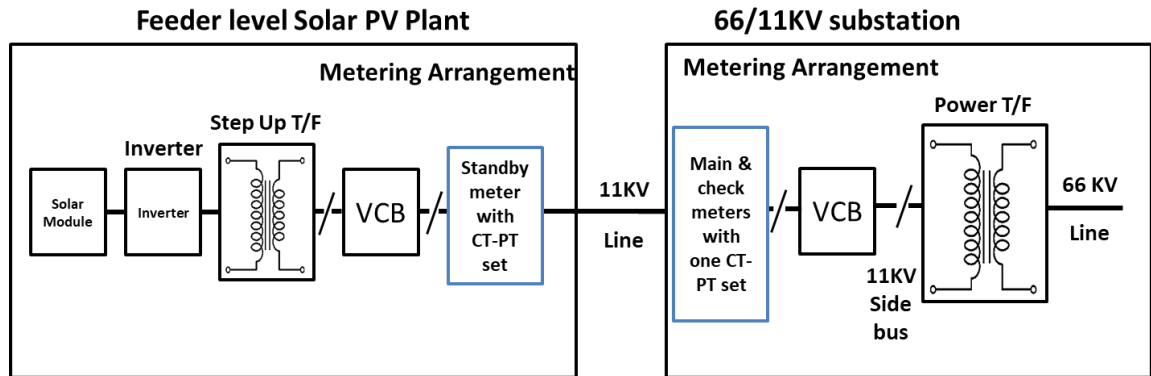 Feeder level Solar PV Plant
66/11KV substation
Metering Arrangement
Metering Arrangement
Step Up T/F
Inverter
Solar
Module
Inverter
VCB
Standby
meter
with
CT-PT
set
11KV
Line
Main &
check
meters
with
one CT-
PT set
VCB
11KV
Side
bus
Power T/F
66 KV
Line